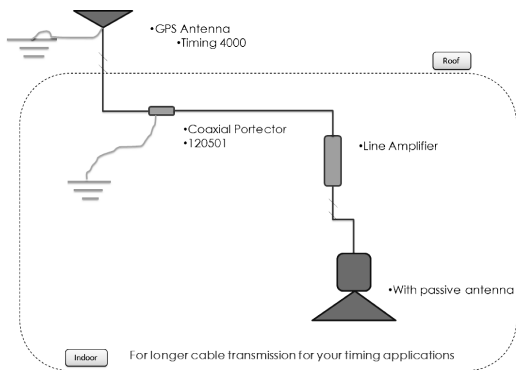 •GPS Antenna
•Timing 4000
Roof
•Coaxial Portector
•120501
•Line Amplifier
•With passive antenna
Indoor
For longer cable transmission for your timing applications